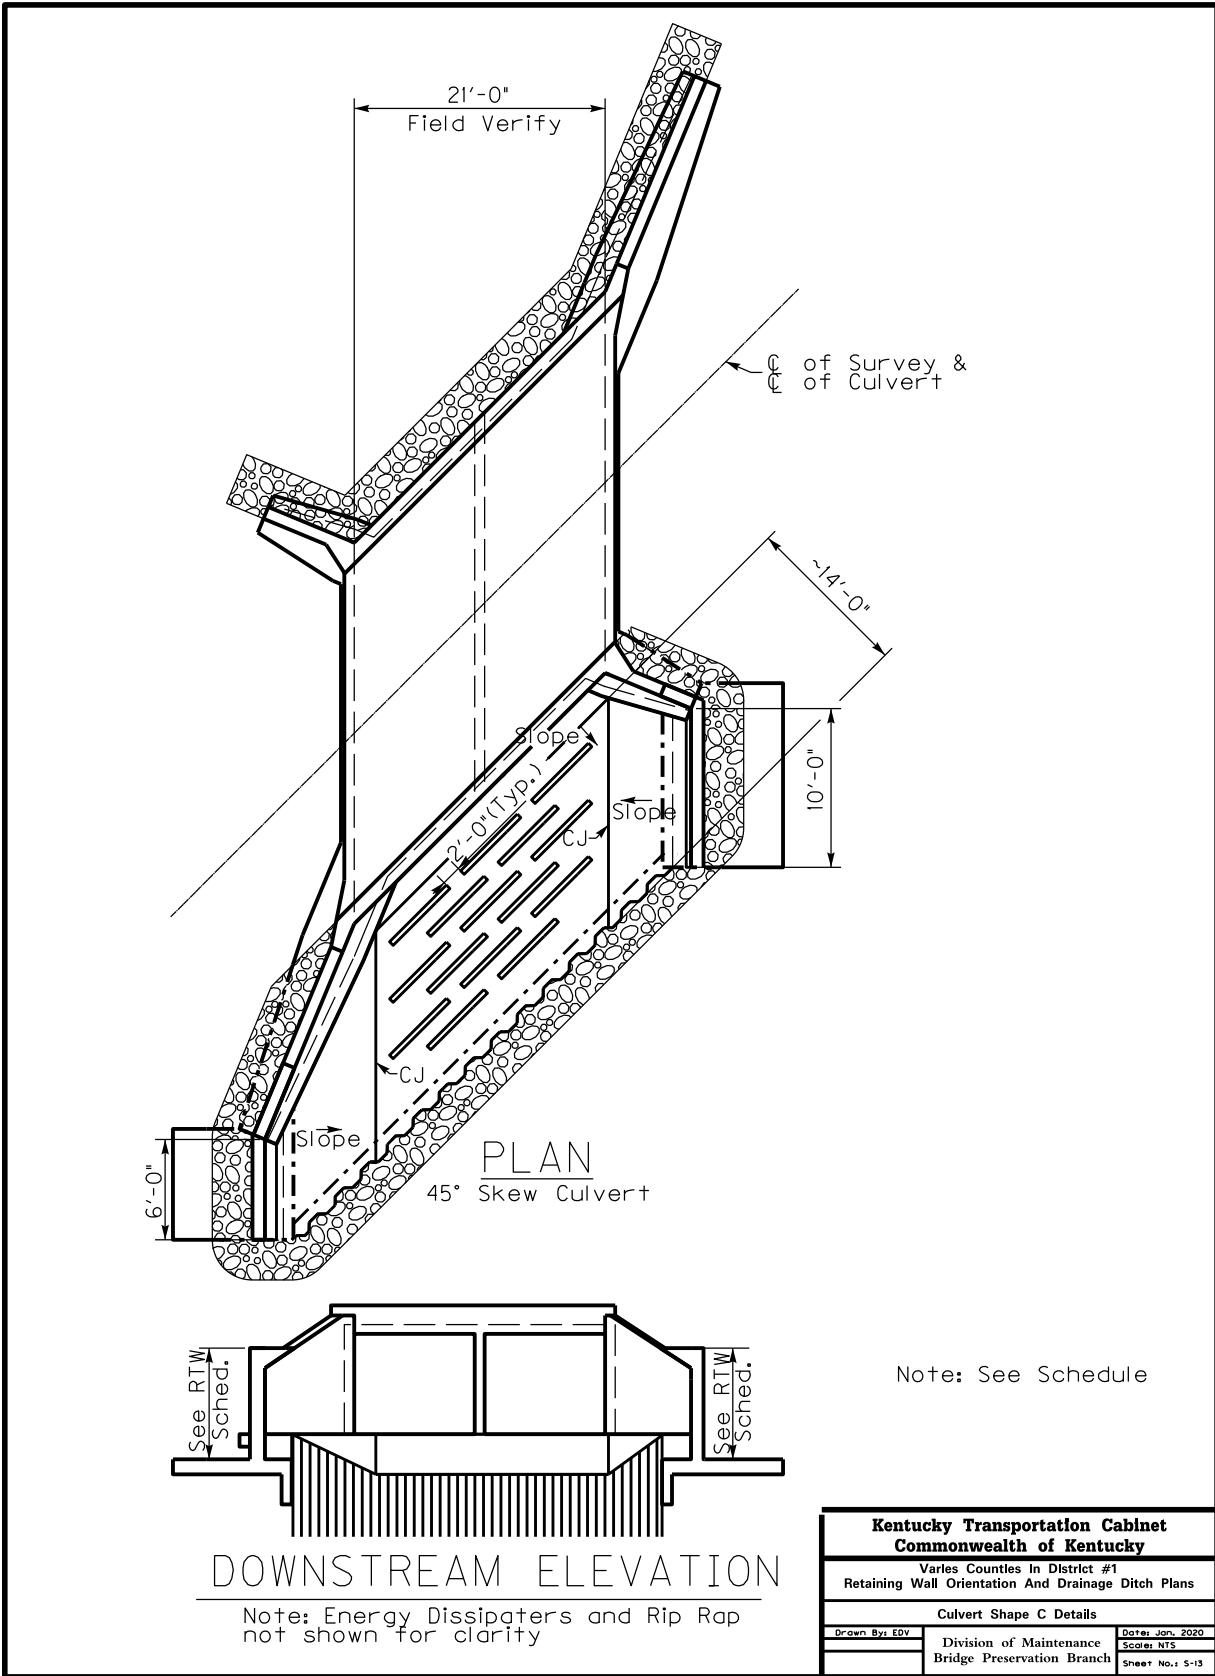 21'-0"
Field Verify
℄ of Survey &
℄ of Culvert
~14'-0"
Slope
2'-0"(Typ.)
Slope
CJ
10'-0"
CJ
Slope
6'-0"
PLAN
45° Skew Culvert
See RTW
Sched.
See RTW
Sched.
Note: See Schedule
DOWNSTREAM ELEVATION
Note: Energy Dissipaters and Rip Rap
not shown for clarity
Kentucky Transportation Cabinet
Commonwealth of Kentucky
Varies Counties In District #1
Retaining Wall Orientation And Drainage Ditch Plans
Culvert Shape C Details
Drawn By: EDV
Division of Maintenance
Bridge Preservation Branch
Date: Jan. 2020
Scale: NTS
Sheet No.: S-13